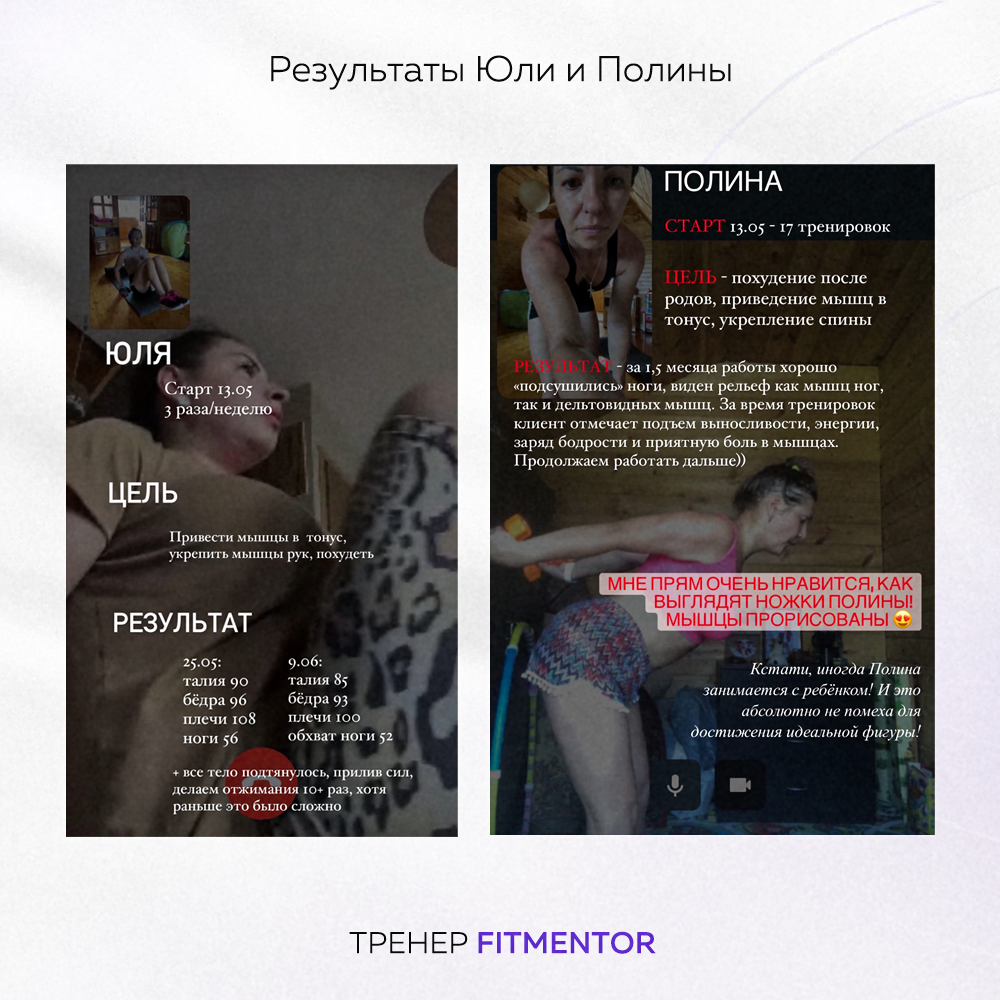 Результаты Юли и Полины
ЮЛЯ
Старт 13.05
3 раза/неделю
ЦЕЛЬ
Привести мышцы в тонус,
укрепить мышцы рук, похудеть
РЕЗУЛЬТАТ
25.05:
талия 90
бёдра 96
плечи 108
ноги 56
9.06:
талия 85
бёдра 93
плечи 100
обхват ноги 52
+ все тело подтянулось, прилив сил,
делаем отжимания 10+ раз, хотя
раньше это было сложно
ПОЛИНА
СТАРТ 13.05 - 17 тренировок
ЦЕЛЬ - похудение после
родов, приведение мышц в
тонус, укрепление спины
РЕЗУЛЬТАТ - за 1,5 месяца работы хорошо
«подсушились» ноги, виден рельеф как мышц ног,
так и дельтовидных мышц. За время тренировок
клиент отмечает подъем выносливости, энергии,
заряд бодрости и приятную боль в мышцах.
Продолжаем работать дальше))
МНЕ ПРЯМ ОЧЕНЬ НРАВИТСЯ, КАК
ВЫГЛЯДЯТ НОЖКИ ПОЛИНЫ!
МЫШЦЫ ПРОРИСОВАНЫ 😍
Кстати, иногда Полина
занимается с ребёнком! И это
абсолютно не помеха для
достижения идеальной фигуры!
ТРЕНЕР FITMENTOR